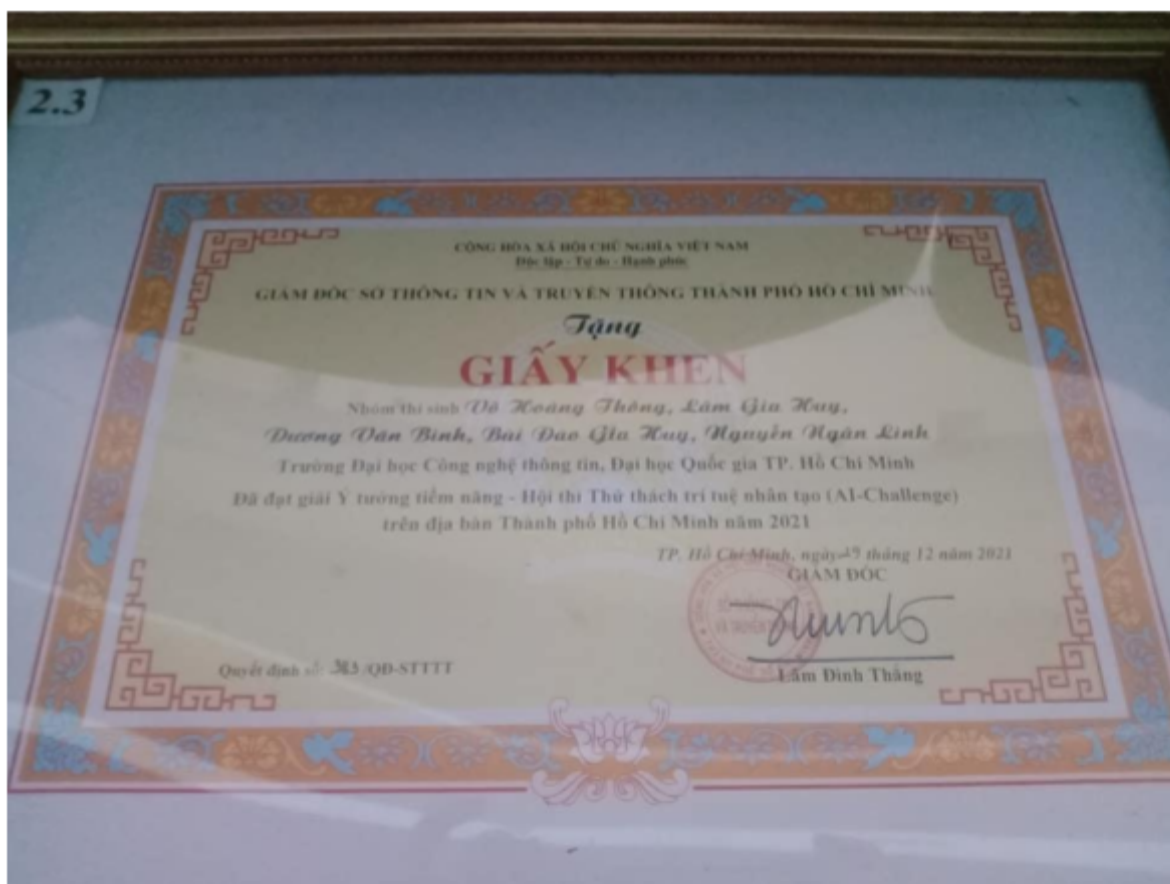 2.3
CỘNG HÒA XÃ HỘI CHỦ NGHĨA VIỆT NAM
Độc lập - Tự do - Hạnh phúc
GIÁM ĐỐC SỞ THÔNG TIN VÀ TRUYỀN THÔNG THÀNH PHỐ HỒ CHÍ MINH
Tặng
GIẤY KHEN
Nhóm thí sinh Võ Hoàng Thông, Lâm Gia Huy,
Dương Văn Bình, Bai Dao Gia Huy, Nguyễn Ngân Linh
Trường Đại học Công nghệ thông tin, Đại học Quốc gia TP. Hồ Chí Minh
Đã đạt giải Ý tưởng tiềm năng - Hội thi Thử thách trí tuệ nhân tạo (AI-Challenge)
trên địa bàn Thành phố Hồ Chí Minh năm 2021
TP. Hồ Chí Minh, ngày tháng 12 năm 2021
GIÁM ĐỐC
Quyết định số: /QĐ-STTTT
Lâm Đình Thắng